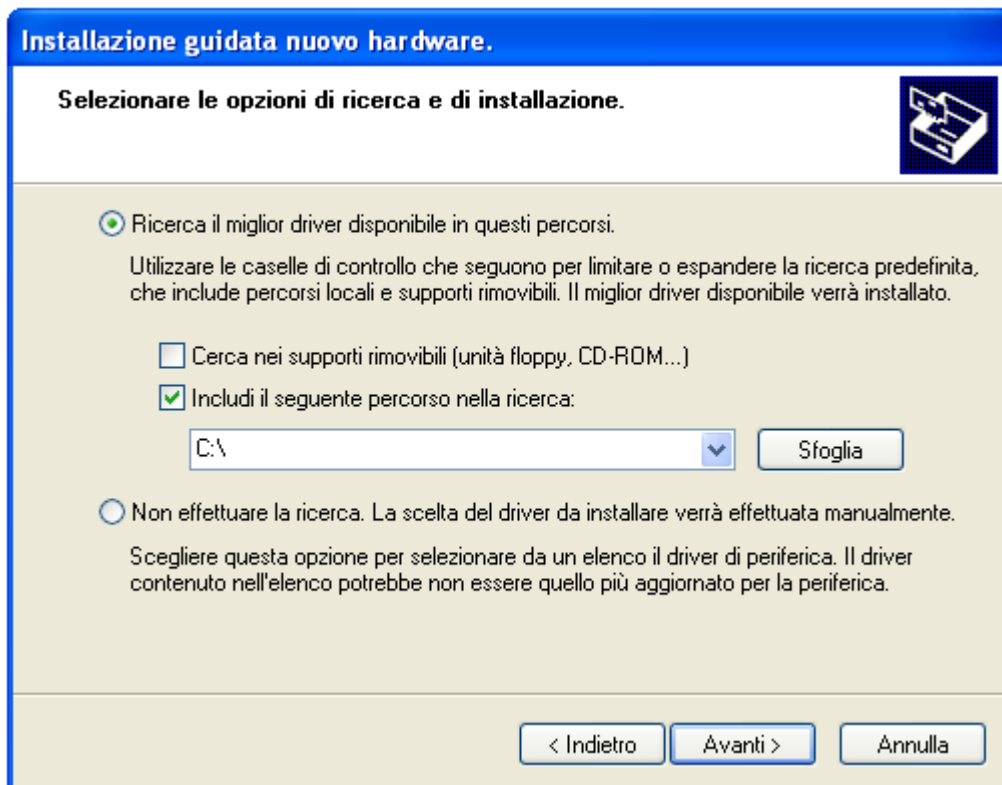 Installazione guidata nuovo hardware.
Selezionare le opzioni di ricerca e di installazione.
Ricerca il miglior driver disponibile in questi percorsi.
Utilizzare le caselle di controllo che seguono per limitare o espandere la ricerca predefinita,
che include percorsi locali e supporti rimovibili. Il miglior driver disponibile verrà installato.
Cerca nei supporti rimovibili (unità floppy, CD-ROM...)
Includi il seguente percorso nella ricerca:
C:\ Sfoglia
Non effettuare la ricerca. La scelta del driver da installare verrà effettuata manualmente.
Scegliere questa opzione per selezionare da un elenco il driver di periferica. Il driver
contenuto nell'elenco potrebbe non essere quello più aggiornato per la periferica.
< Indietro Avanti > Annulla